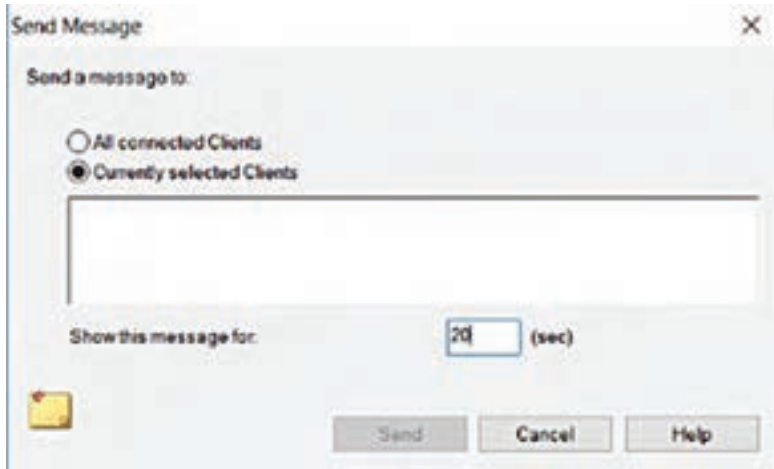 Send Message
Send a message to:
All connected Clients
Currently selected Clients
Show this message for: 20 (sec)
Send Cancel Help